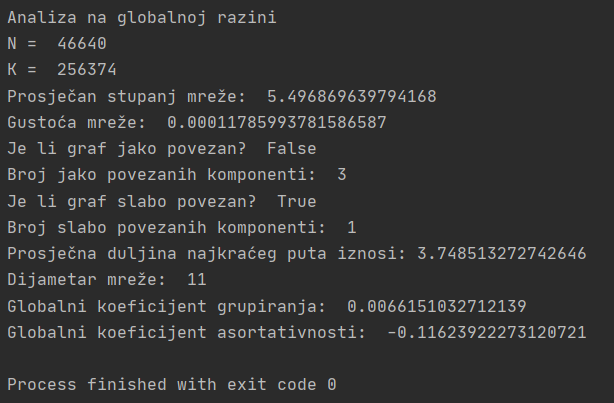 Analiza na globalnoj razini
N =  46640
K =  256374
Prosječan stupanj mreže:  5.496869639794168
Gustoća mreže:  0.00011785993781586587
Je li graf jako povezan?  False
Broj jako povezanih komponenti:  3
Je li graf slabo povezan?  True
Broj slabo povezanih komponenti:  1
Prosječna duljina najkraćeg puta iznosi: 3.748513272742646
Dijametar mreže:  11
Globalni koeficijent grupiranja:  0.0066151032712139
Globalni koeficijent asortativnosti:  -0.11623922273120721
Process finished with exit code 0